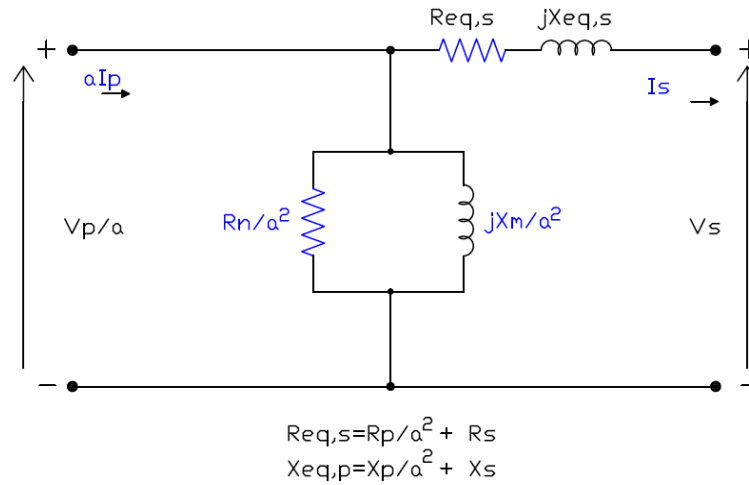 Req,s jXeq,s
+ +
aIp Is
Vp/a Rn/a² jXm/a² Vs
− −
Req,s=Rp/a² + Rs
Xeq,p=Xp/a² + Xs